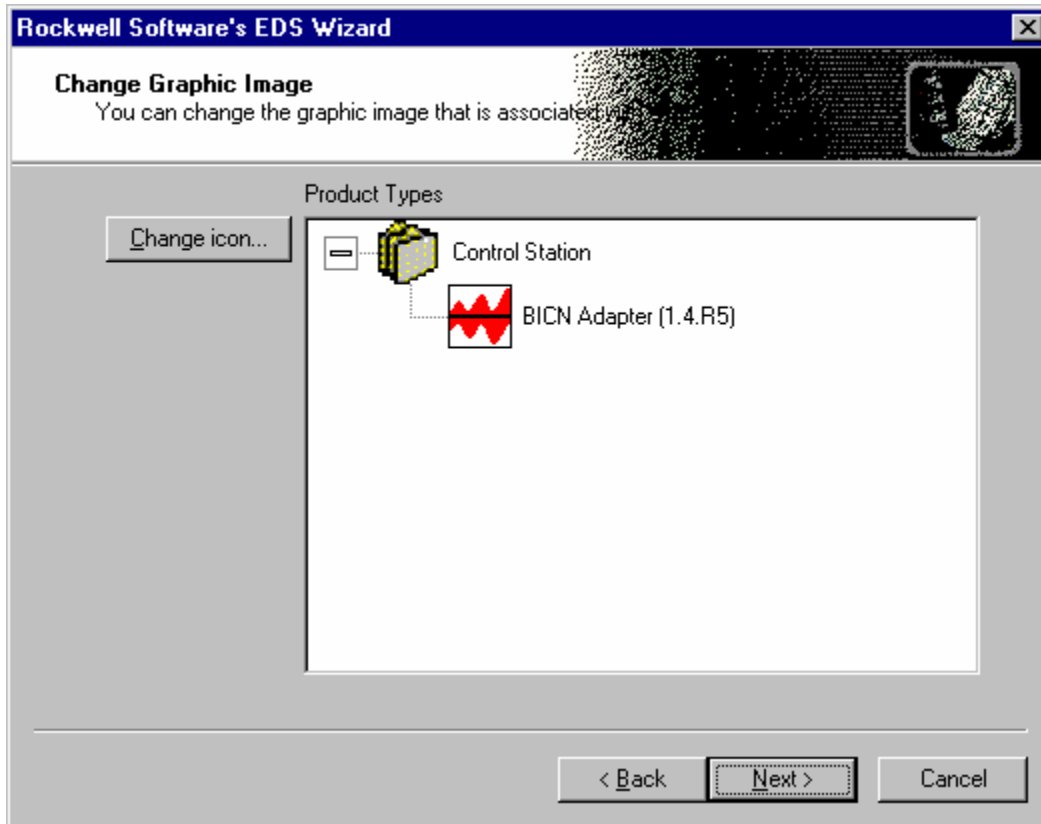 Rockwell Software's EDS Wizard
Change Graphic Image
You can change the graphic image that is associated
Product Types
Change icon...
Control Station
BICN Adapter (1.4.R5)
< Back
Next >
Cancel